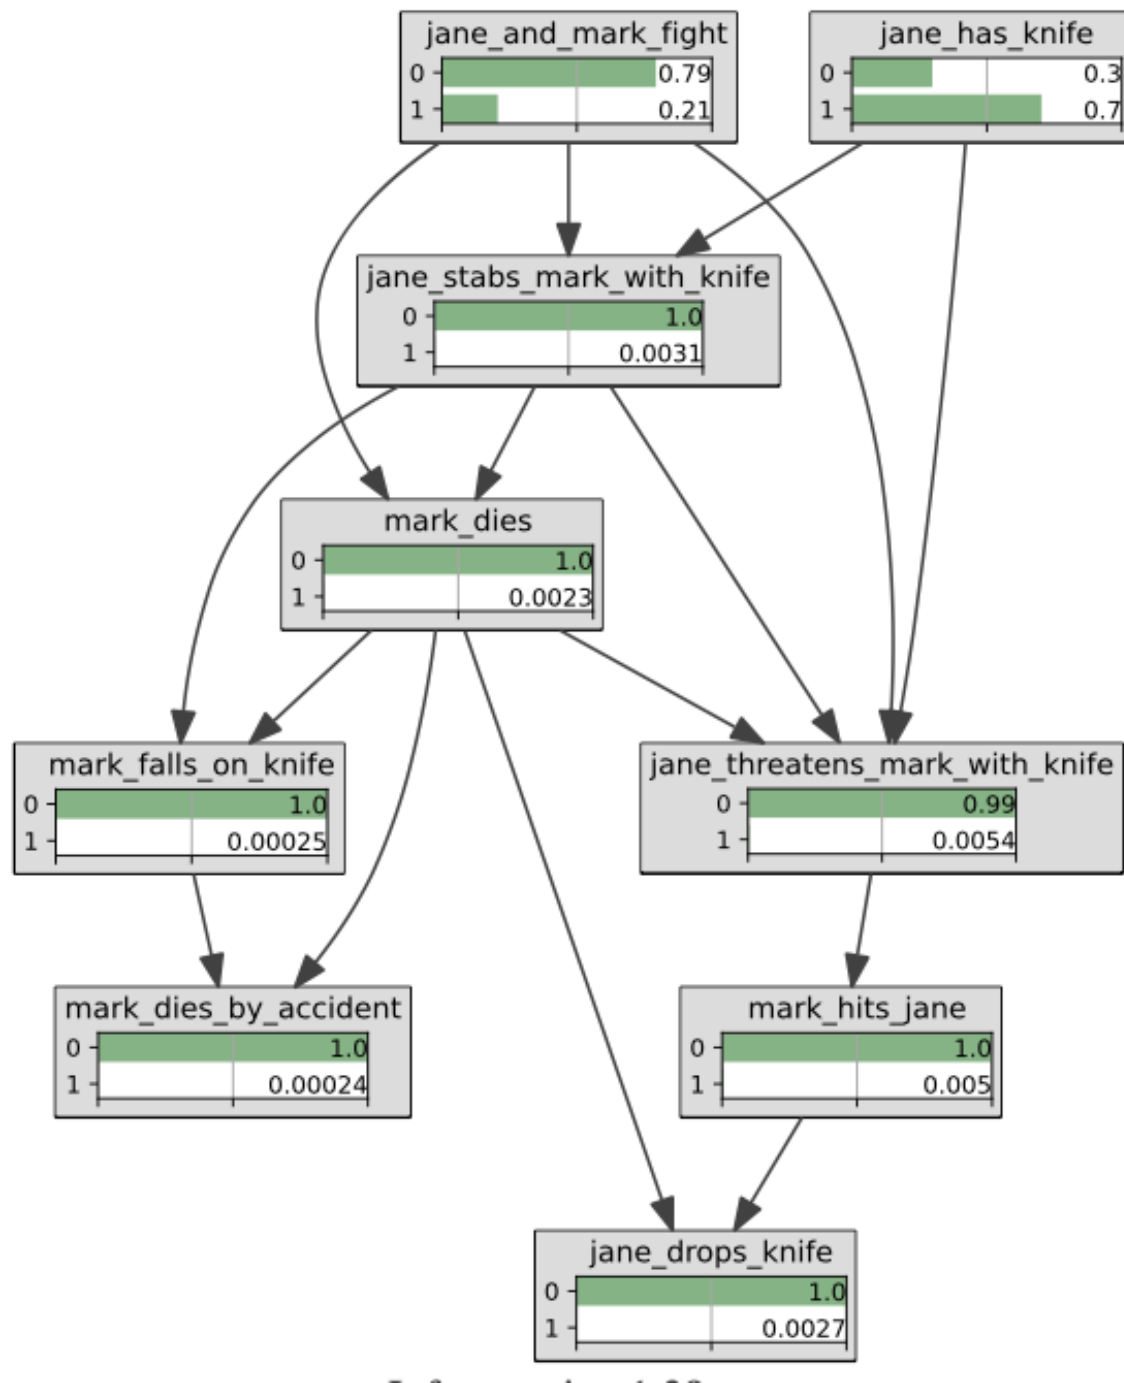 jane_and_mark_fight
0 0.79
1 0.21
jane_has_knife
0 0.3
1 0.7
jane_stabs_mark_with_knife
0 1.0
1 0.0031
mark_dies
0 1.0
1 0.0023
mark_falls_on_knife
0 1.0
1 0.00025
jane_threatens_mark_with_knife
0 0.99
1 0.0054
mark_dies_by_accident
0 1.0
1 0.00024
mark_hits_jane
0 1.0
1 0.005
jane_drops_knife
0 1.0
1 0.0027